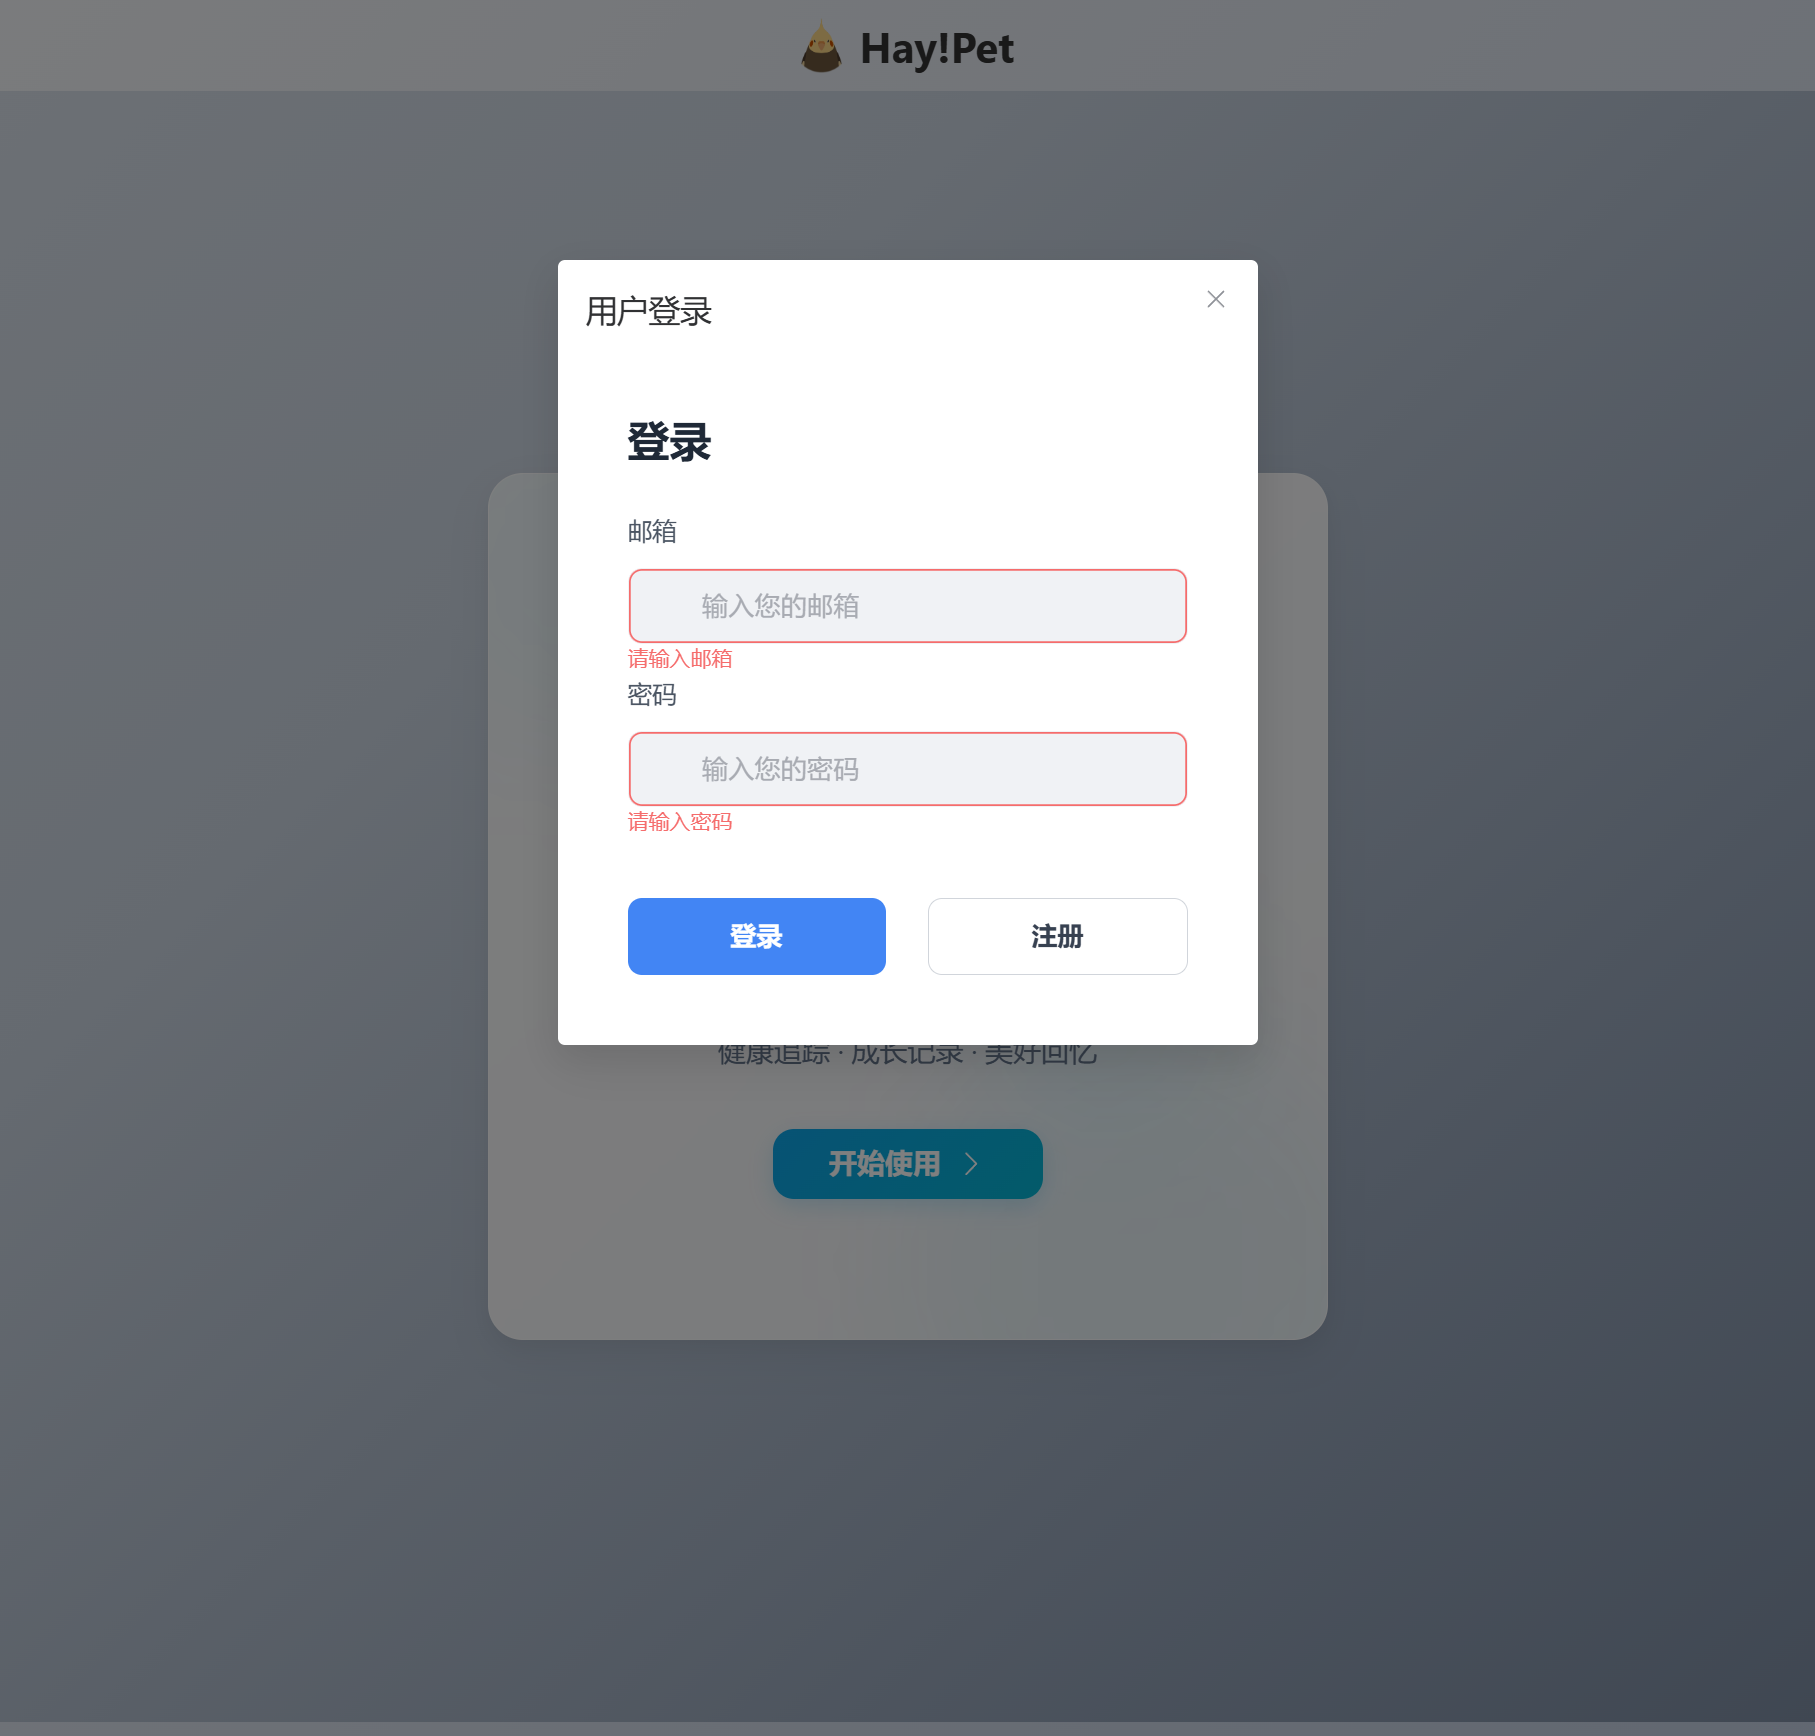 Hay!Pet
用户登录
登录
邮箱
输入您的邮箱
请输入邮箱
密码
输入您的密码
请输入密码
登录 注册
健康追踪 · 成长记录 · 美好回忆
开始使用